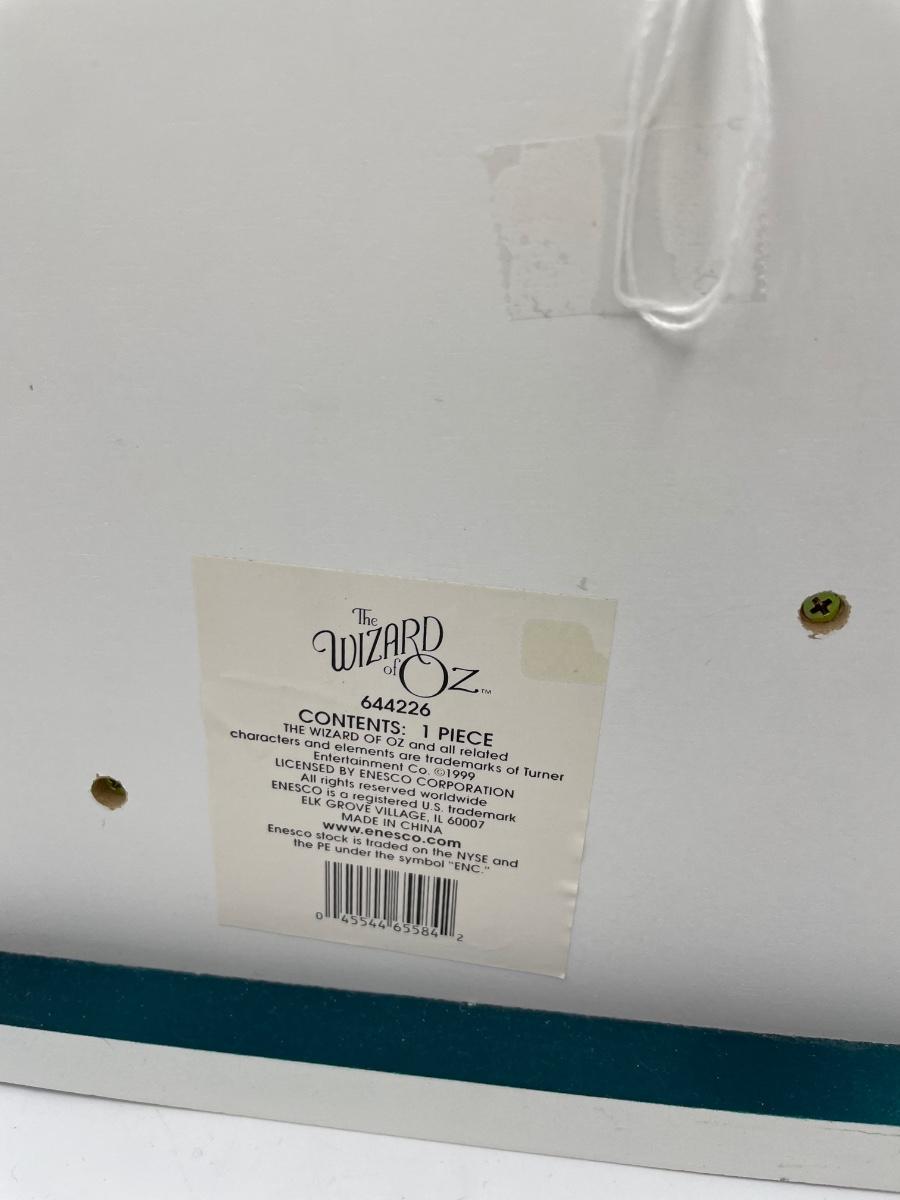 The
WIZARD
of OZ™
644226
CONTENTS: 1 PIECE
THE WIZARD OF OZ and all related
characters and elements are trademarks of Turner
Entertainment Co. ©1999
LICENSED BY ENESCO CORPORATION
All rights reserved worldwide
ENESCO is a registered U.S. trademark
ELK GROVE VILLAGE, IL 60007
MADE IN CHINA
www.enesco.com
Enesco stock is traded on the NYSE and
the PE under the symbol "ENC."
0 45544 65584 2